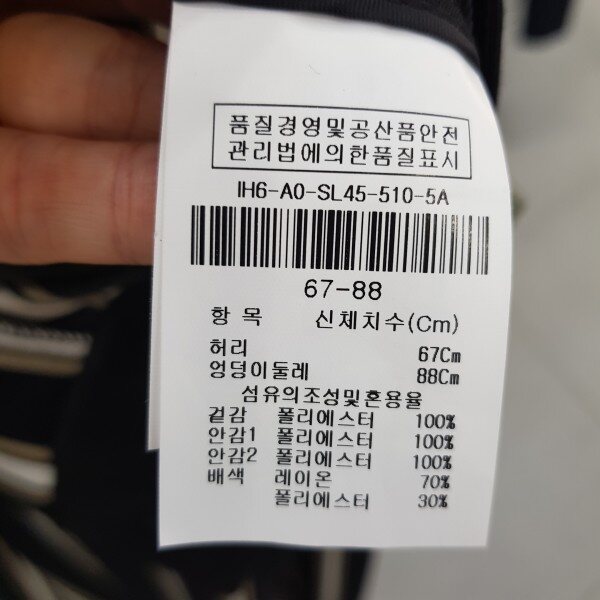 품질경영및공산품안전
관리법에의한품질표시
IH6-A0-SL45-510-5A
67-88
항 목 신체치수(Cm)
허리 67Cm
엉덩이둘레 88Cm
섬유의조성및혼용율
겉감 폴리에스터 100%
안감1 폴리에스터 100%
안감2 폴리에스터 100%
배색 레이온 70%
폴리에스터 30%